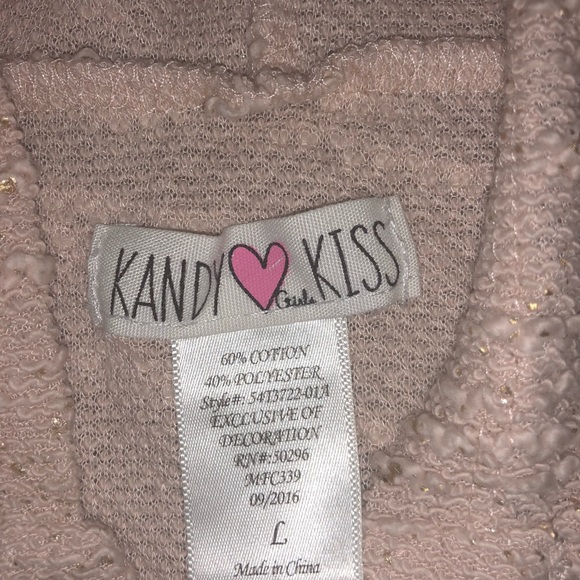 KANDY KISS
Girls
60% COTTON
40% POLYESTER
Style#: 54T3722-01A
EXCLUSIVE OF
DECORATION
RN#: 50296
MFC339
09/2016
L
Made in China